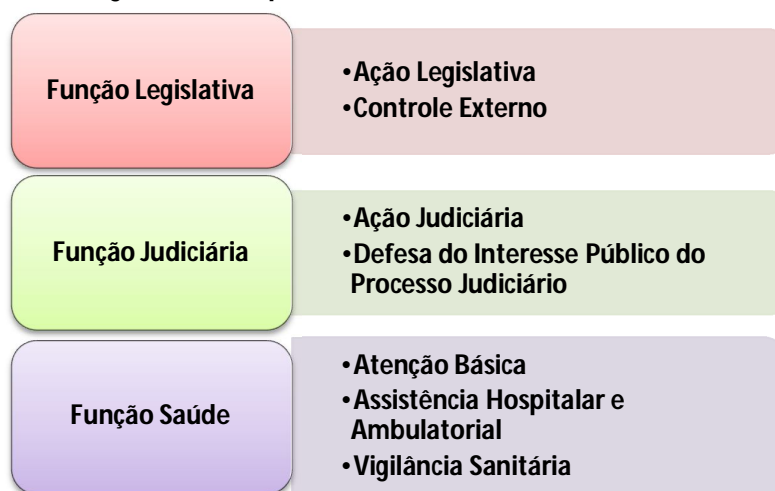 Função Legislativa
•Ação Legislativa
•Controle Externo
Função Judiciária
•Ação Judiciária
•Defesa do Interesse Público do
Processo Judiciário
Função Saúde
•Atenção Básica
•Assistência Hospitalar e
Ambulatorial
•Vigilância Sanitária